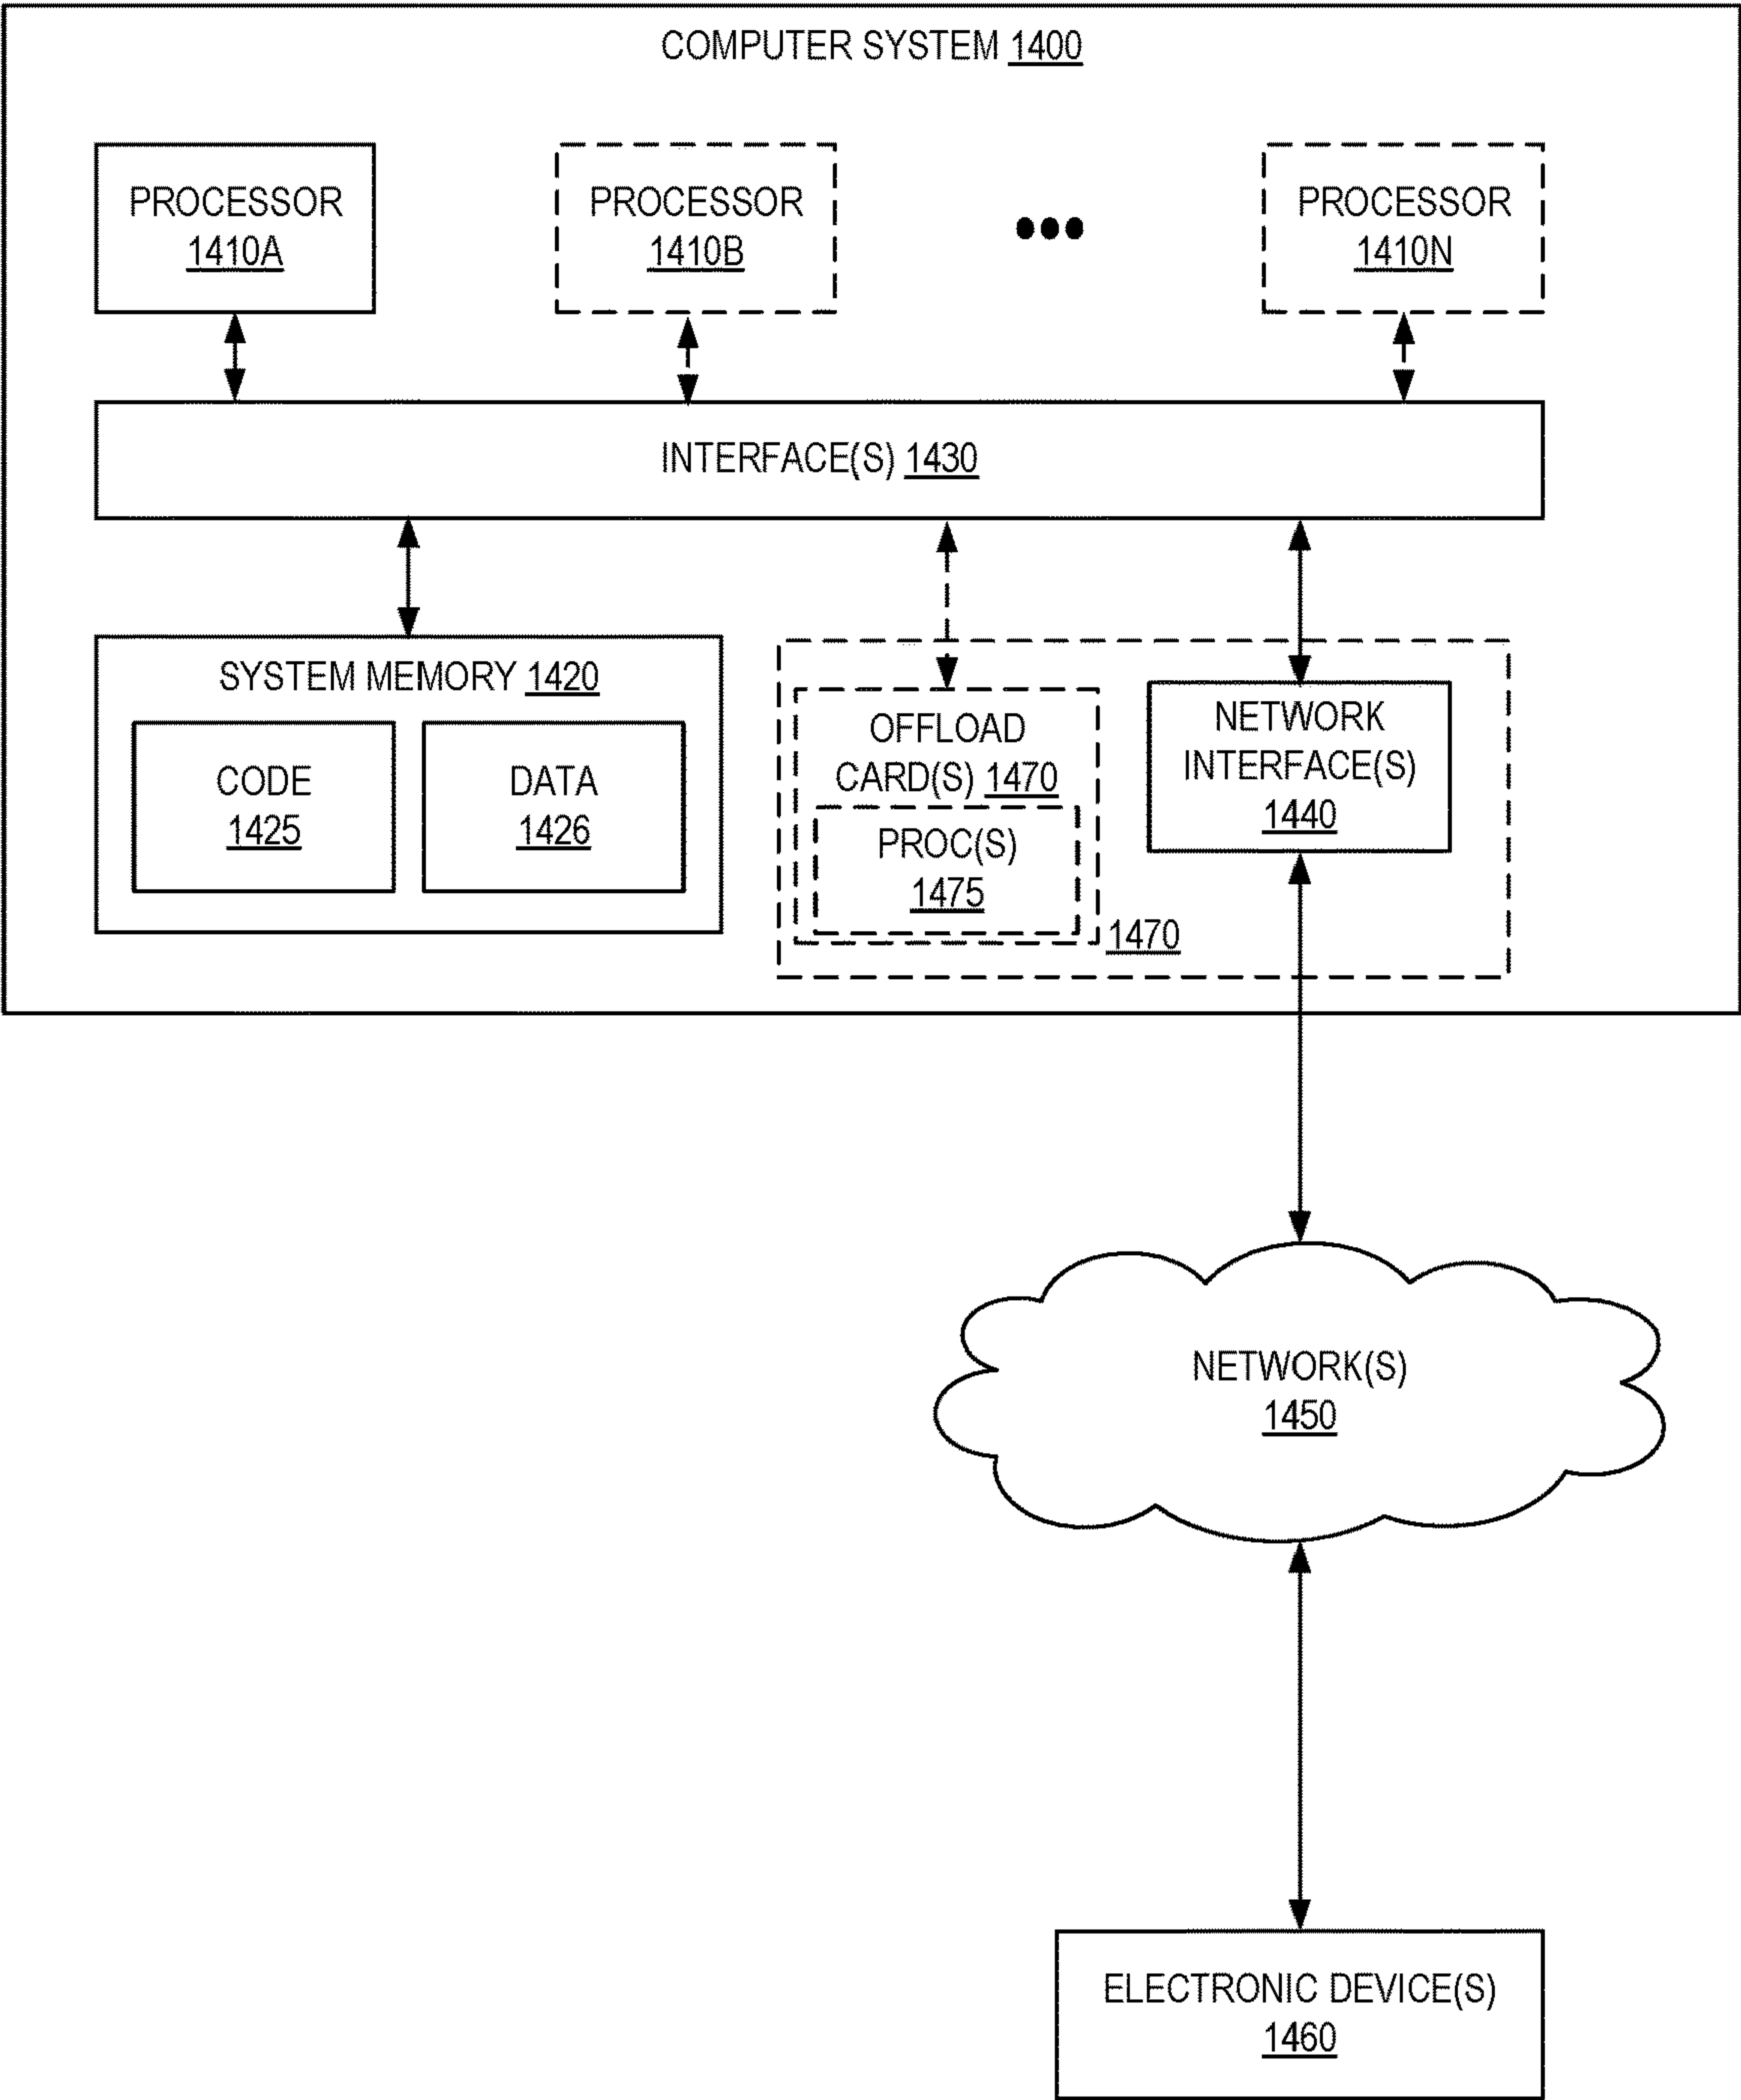 COMPUTER SYSTEM 1400
PROCESSOR
1410A
PROCESSOR
1410B
PROCESSOR
1410N
INTERFACE(S) 1430
SYSTEM MEMORY 1420
CODE
1425
DATA
1426
OFFLOAD
CARD(S) 1470
PROC(S)
1475
1470
NETWORK
INTERFACE(S)
1440
NETWORK(S)
1450
ELECTRONIC DEVICE(S)
1460